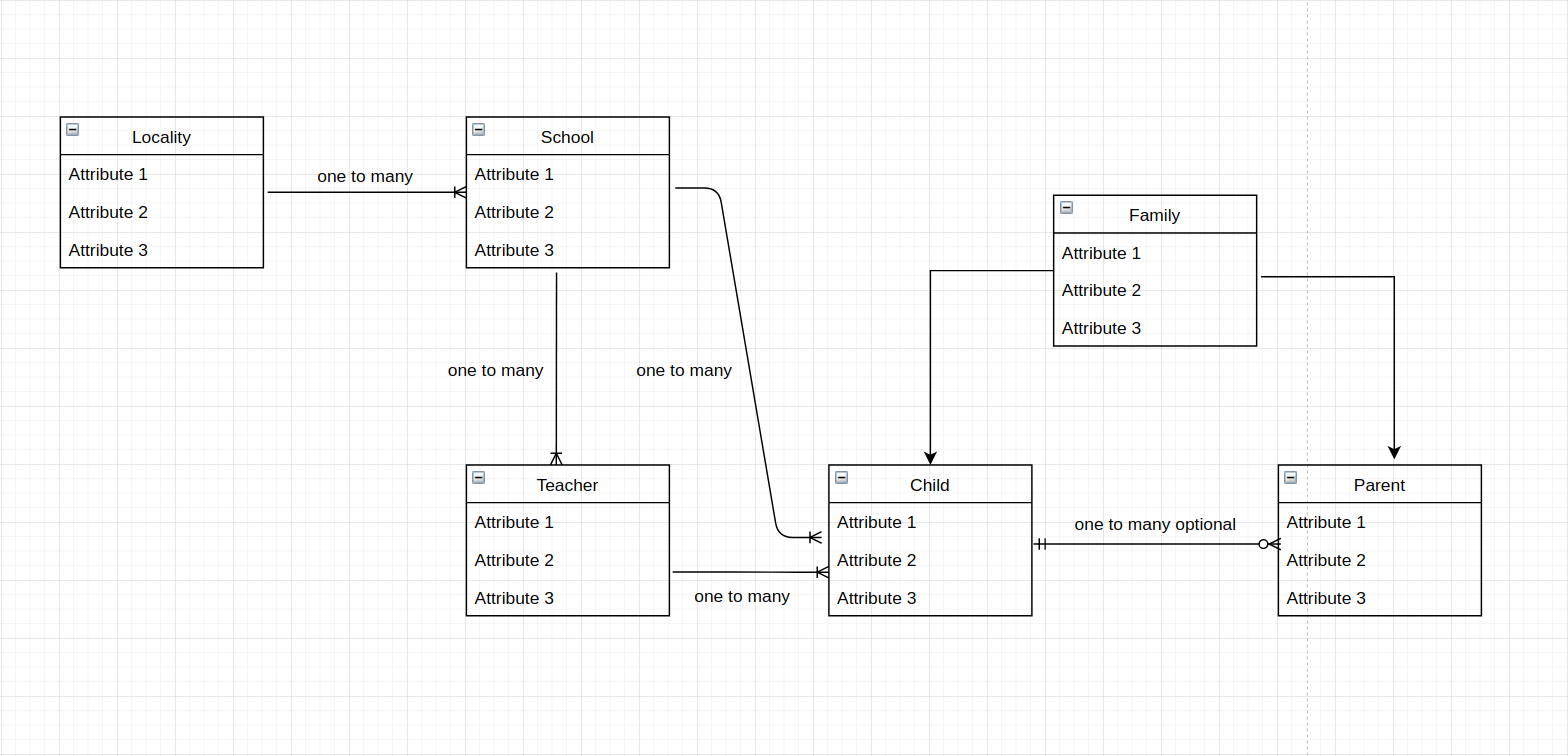 Locality
Attribute 1
Attribute 2
Attribute 3
one to many
School
Attribute 1
Attribute 2
Attribute 3
Family
Attribute 1
Attribute 2
Attribute 3
one to many
one to many
Teacher
Attribute 1
Attribute 2
Attribute 3
one to many
Child
Attribute 1
Attribute 2
Attribute 3
one to many optional
Parent
Attribute 1
Attribute 2
Attribute 3